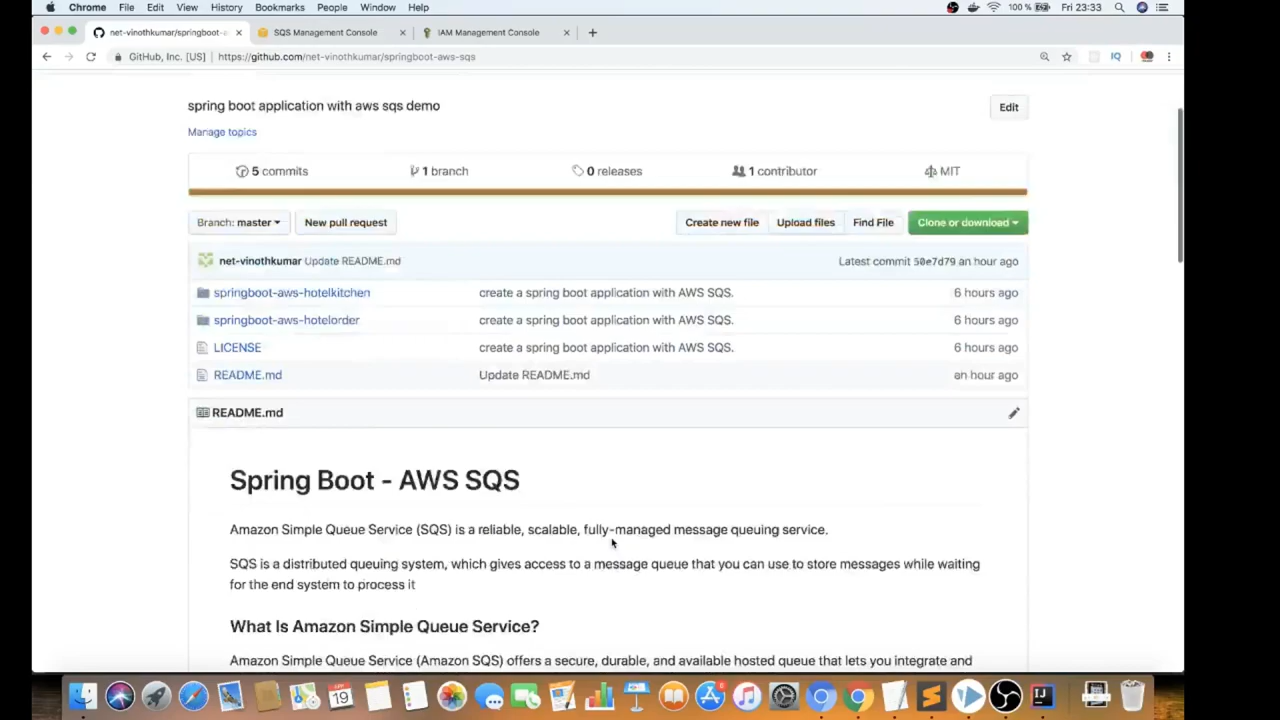 Chrome File Edit View History Bookmarks People Window Help 100 % Fri 23:33
net-vinothkumar/springboot-a SQS Management Console IAM Management Console
GitHub, Inc. [US] https://github.com/net-vinothkumar/springboot-aws-sqs IQ
spring boot application with aws sqs demo Edit
Manage topics
5 commits 1 branch 0 releases 1 contributor MIT
Branch: master New pull request Create new file Upload files Find File Clone or download
net-vinothkumar Update README.md Latest commit 50e7d79 an hour ago
springboot-aws-hotelkitchen create a spring boot application with AWS SQS. 6 hours ago
springboot-aws-hotelorder create a spring boot application with AWS SQS. 6 hours ago
LICENSE create a spring boot application with AWS SQS. 6 hours ago
README.md Update README.md an hour ago
README.md
Spring Boot - AWS SQS
Amazon Simple Queue Service (SQS) is a reliable, scalable, fully-managed message queuing service.
SQS is a distributed queuing system, which gives access to a message queue that you can use to store messages while waiting
for the end system to process it
What Is Amazon Simple Queue Service?
Amazon Simple Queue Service (Amazon SQS) offers a secure, durable, and available hosted queue that lets you integrate and
19